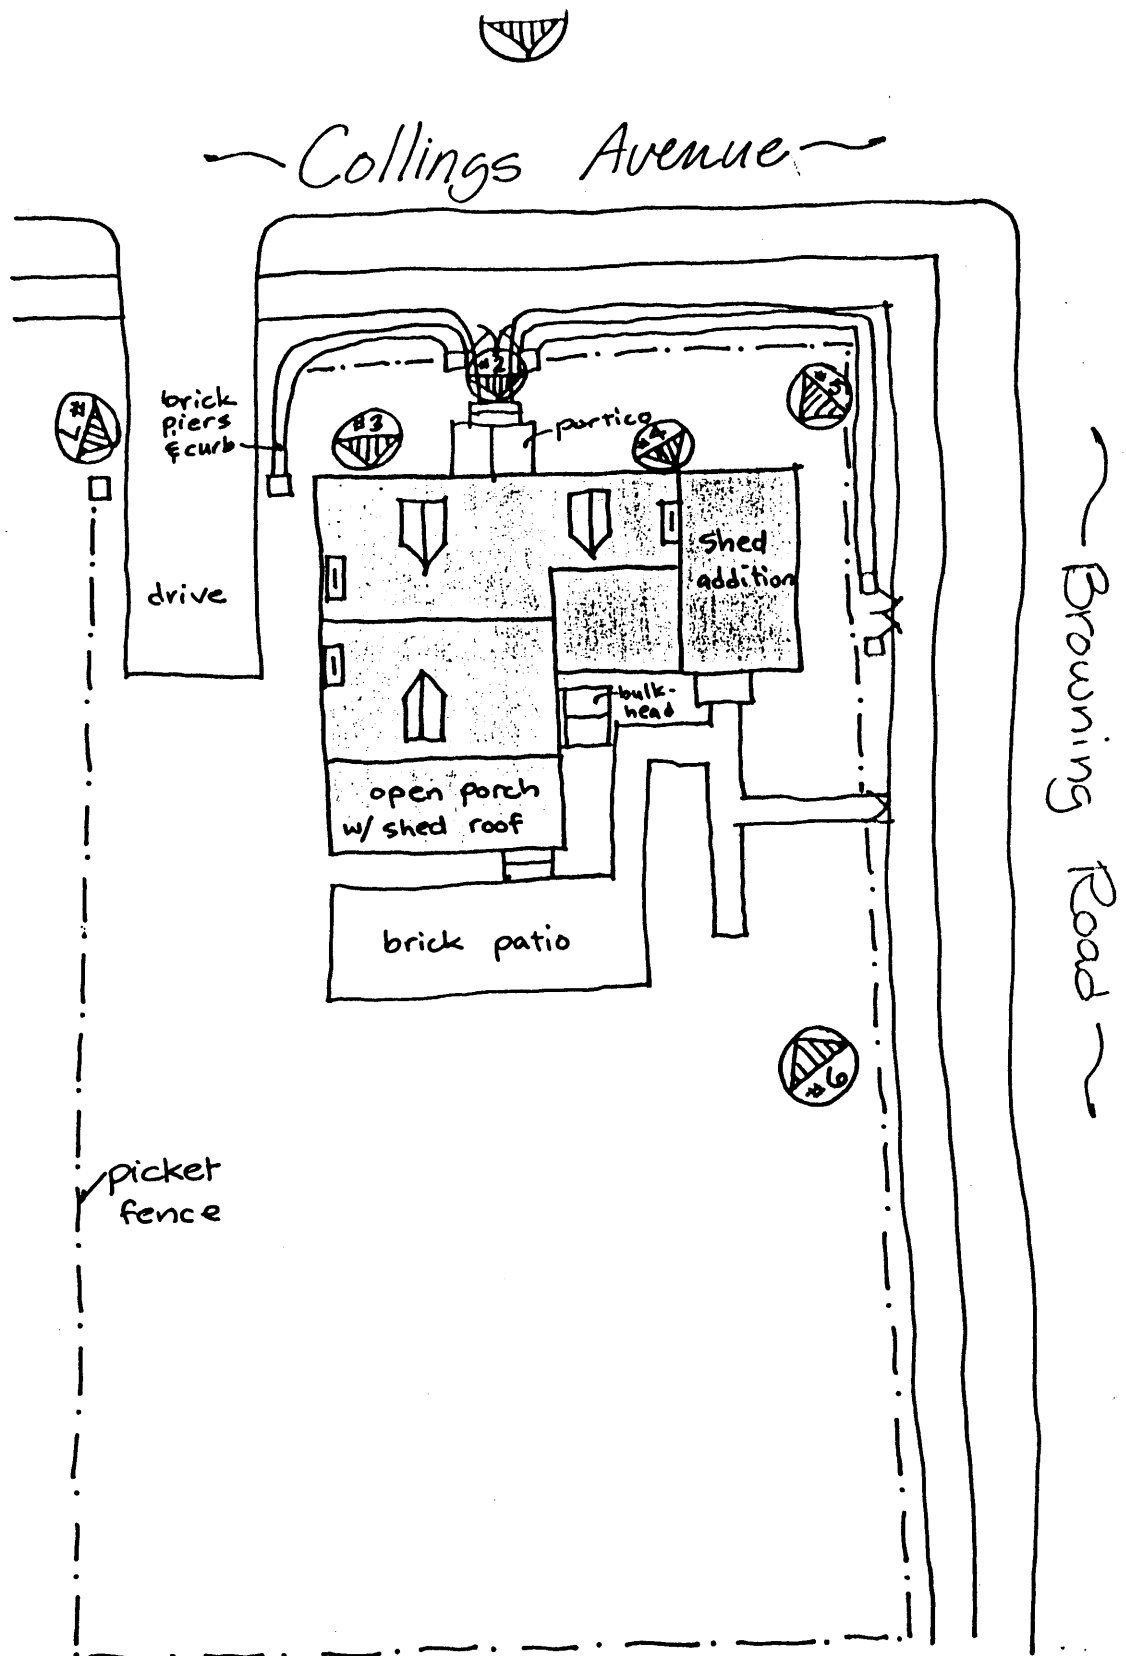 Collings Avenue
#2
brick
piers
& curb
#3
portico
#4
#5
#7
shed
addition
drive
bulk-
head
Browning Road
open porch
w/ shed roof
brick patio
#6
picket
fence